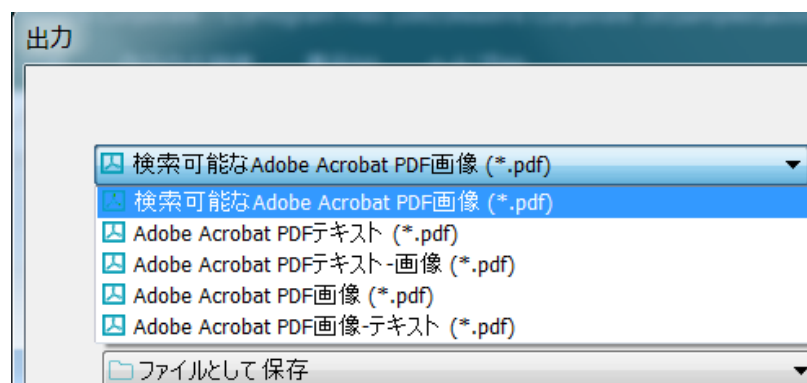 出力
検索可能なAdobe Acrobat PDF画像 (*.pdf)
検索可能なAdobe Acrobat PDF画像 (*.pdf)
Adobe Acrobat PDFテキスト (*.pdf)
Adobe Acrobat PDFテキスト-画像 (*.pdf)
Adobe Acrobat PDF画像 (*.pdf)
Adobe Acrobat PDF画像-テキスト (*.pdf)
ファイルとして保存